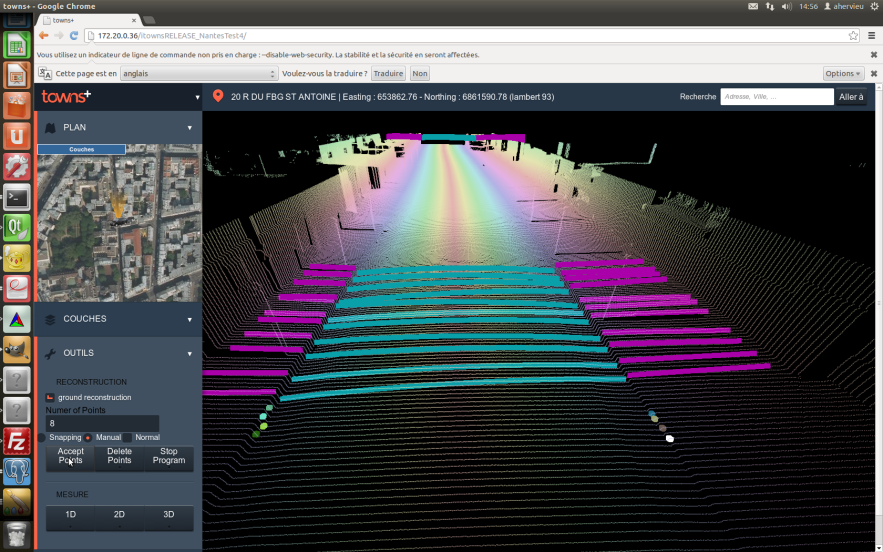 towns+ - Google Chrome
14:56
ahervieu
towns+
172.20.0.36/itownsRELEASE_NantesTest4/
Vous utilisez un indicateur de ligne de commande non pris en charge : --disable-web-security. La stabilité et la sécurité en seront affectées.
Cette page est en
anglais
Voulez-vous la traduire ?
Traduire
Non
Options
towns+
20 R DU FBG ST ANTOINE | Easting : 653862.76 - Northing : 6861590.78 (lambert 93)
Recherche
Adresse, Ville, ...
Aller à
PLAN
Couches
COUCHES
OUTILS
RECONSTRUCTION
ground reconstruction
Numer of Points
8
Snapping
Manual
Normal
Accept Points
Delete Points
Stop Program
MESURE
1D
2D
3D